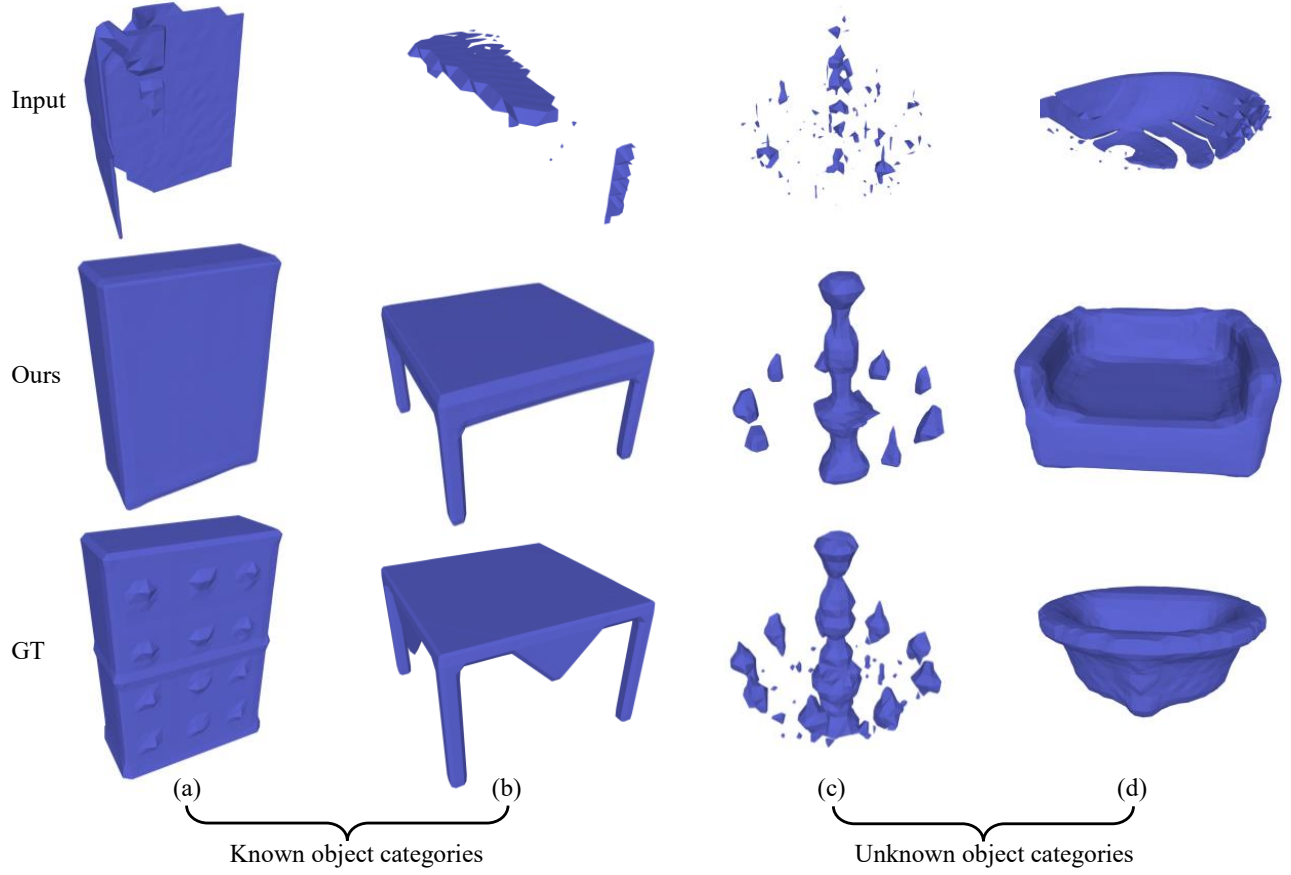 Input
Ours
GT
(a) (b) (c) (d)
Known object categories Unknown object categories